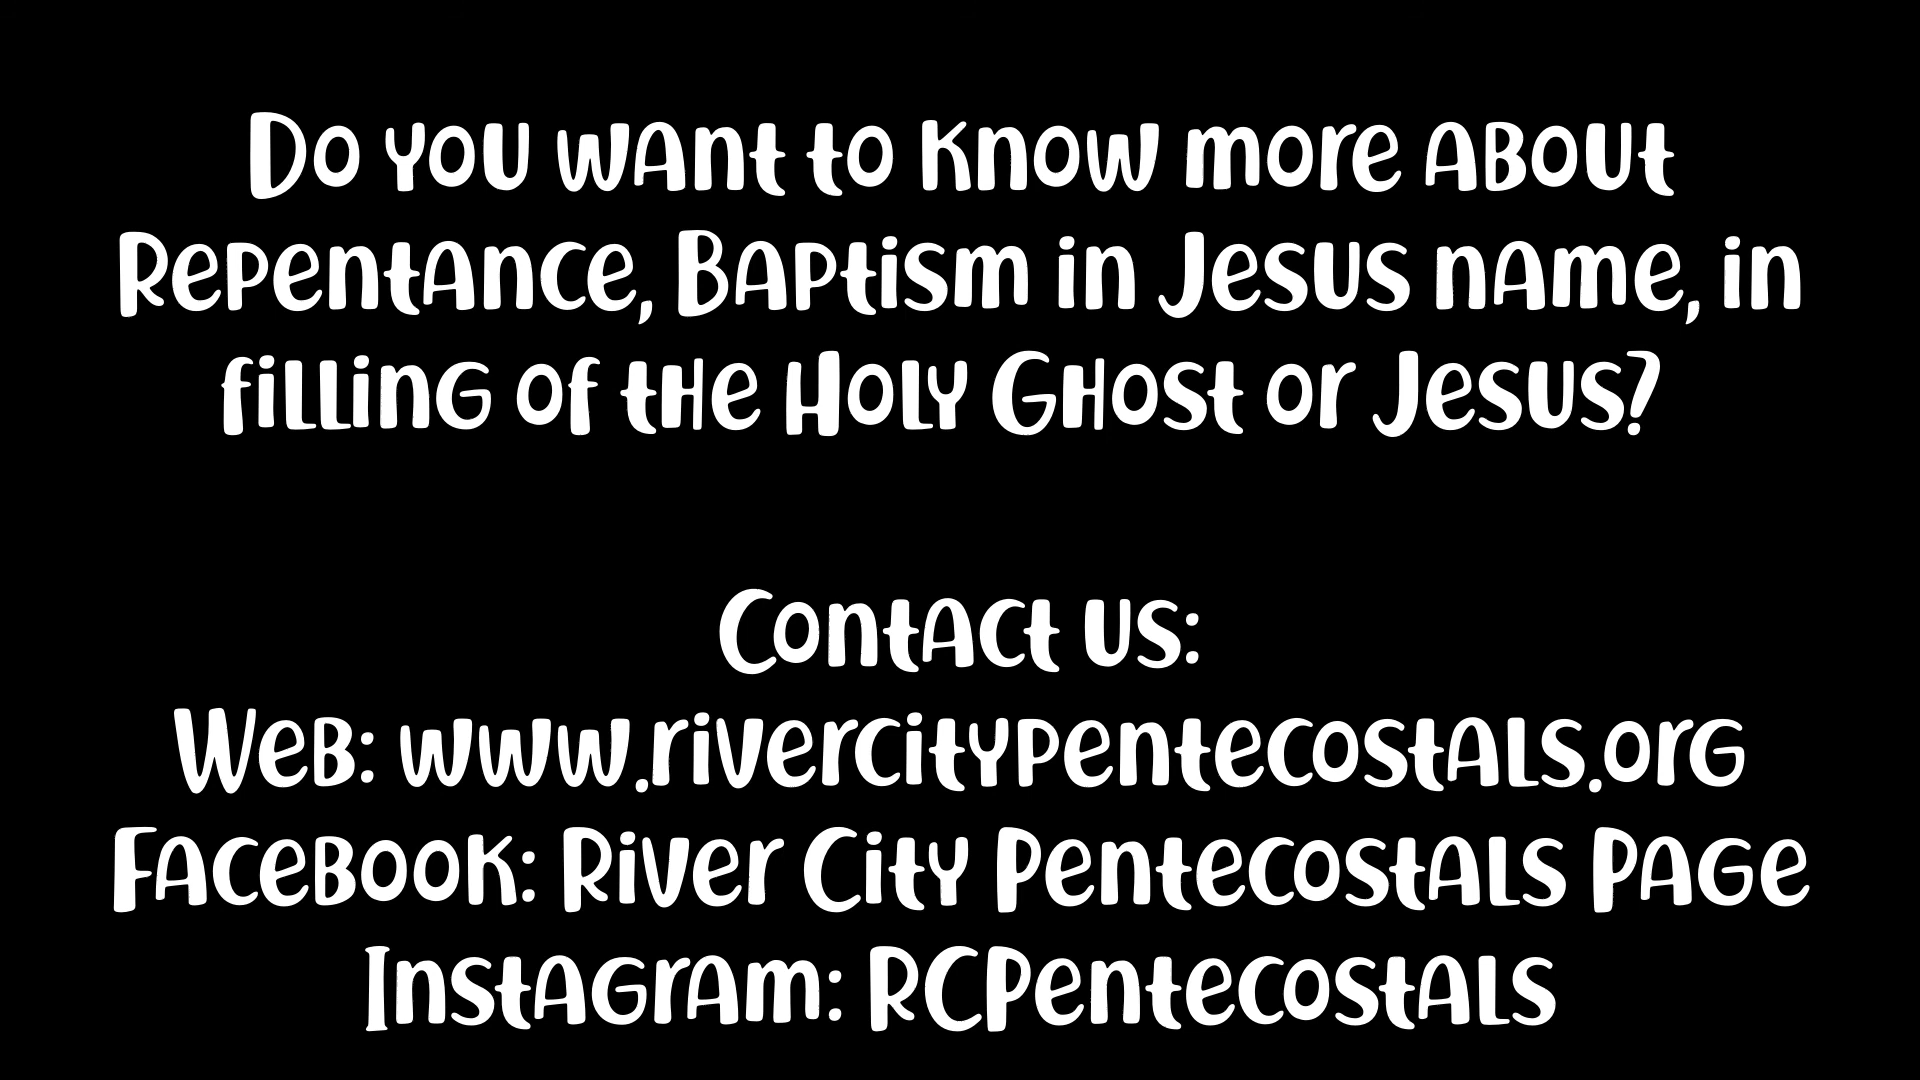 Do you want to know more about
Repentance, Baptism in Jesus name, in
filling of the Holy Ghost or Jesus?
Contact us:
Web: www.rivercitypentecostals.org
Facebook: River City Pentecostals Page
Instagram: RCPentecostals